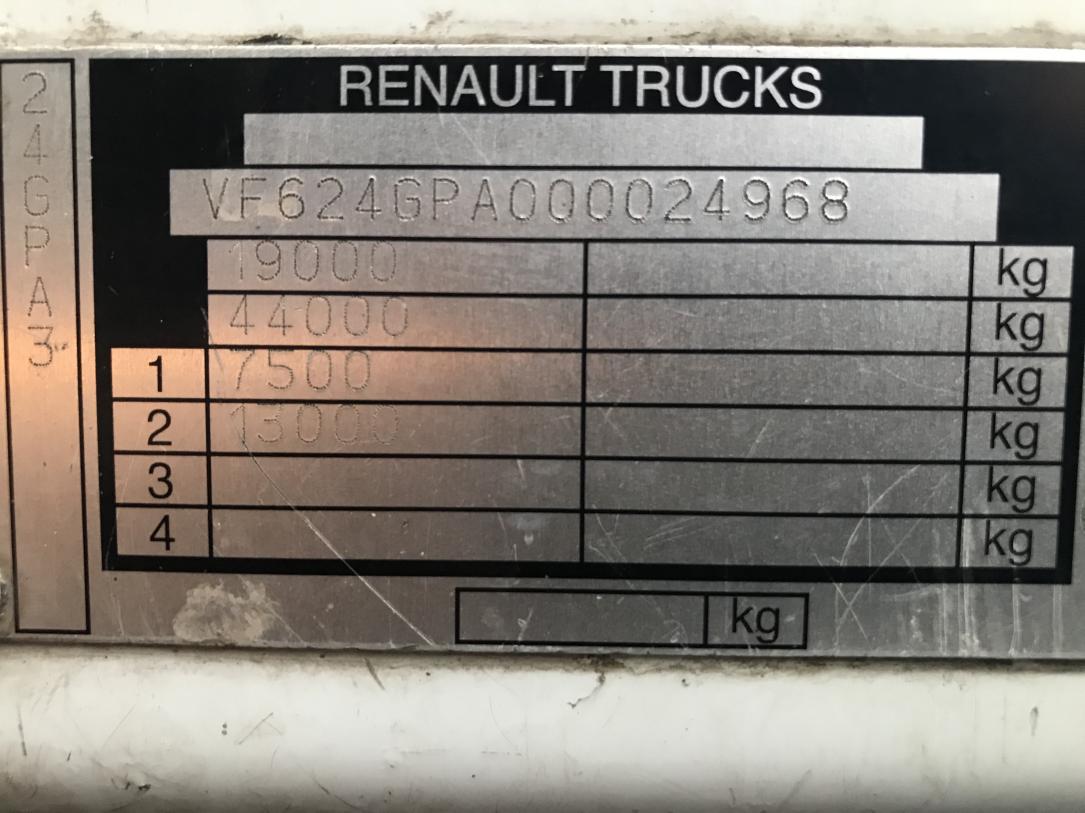 RENAULT TRUCKS
VF624GPA000024968
19000 kg
44000 kg
1 7500 kg
2 13000 kg
3 kg
4 kg
kg
24GPA3